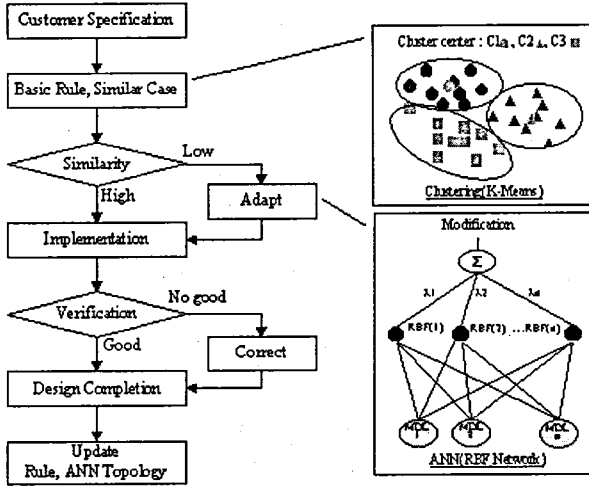 Customer Specification
Basic Rule, Similar Case
Similarity
Low
High
Adapt
Implementation
Verification
No good
Good
Correct
Design Completion
Update
Rule, ANN Topology
Cluster center : C1, C2, C3
Clustering(K-Means)
Modification
Σ
λ1
λ2
RBF(1)
RBF(2)
...RBF(n)
ANN(RBF Network)